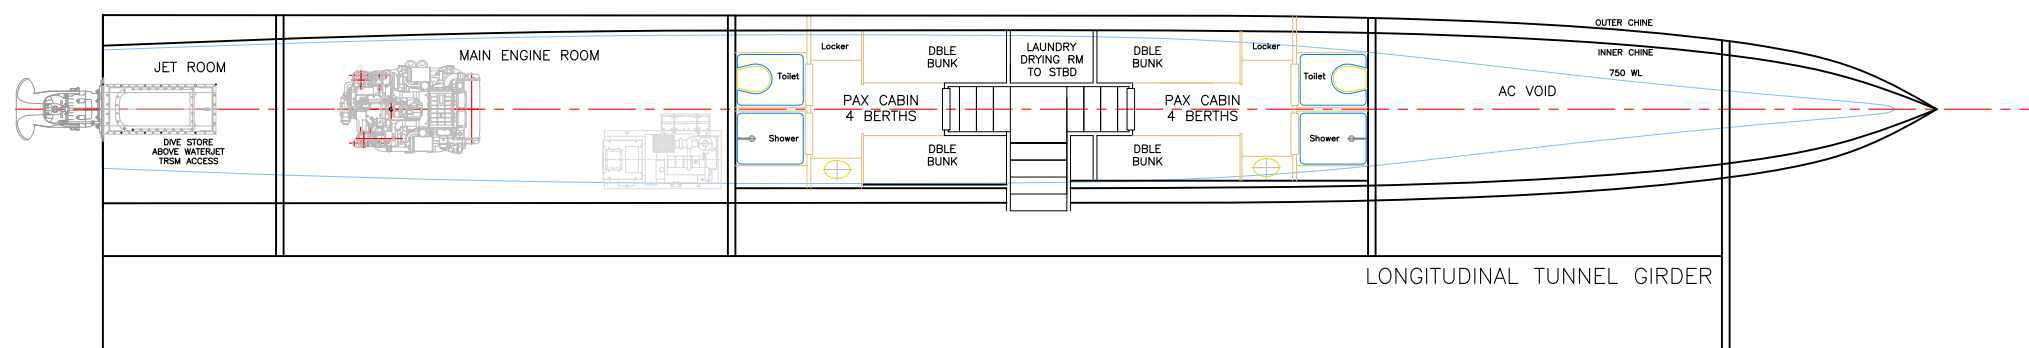 OUTER CHINE
INNER CHINE
750 WL
JET ROOM
MAIN ENGINE ROOM
Locker
DBLE
BUNK
LAUNDRY
DRYING RM
TO STBD
DBLE
BUNK
Locker
Toilet
Toilet
AC VOID
PAX CABIN
4 BERTHS
PAX CABIN
4 BERTHS
DIVE STORE
ABOVE WATERJET
TRSM ACCESS
Shower
DBLE
BUNK
DBLE
BUNK
Shower
LONGITUDINAL TUNNEL GIRDER